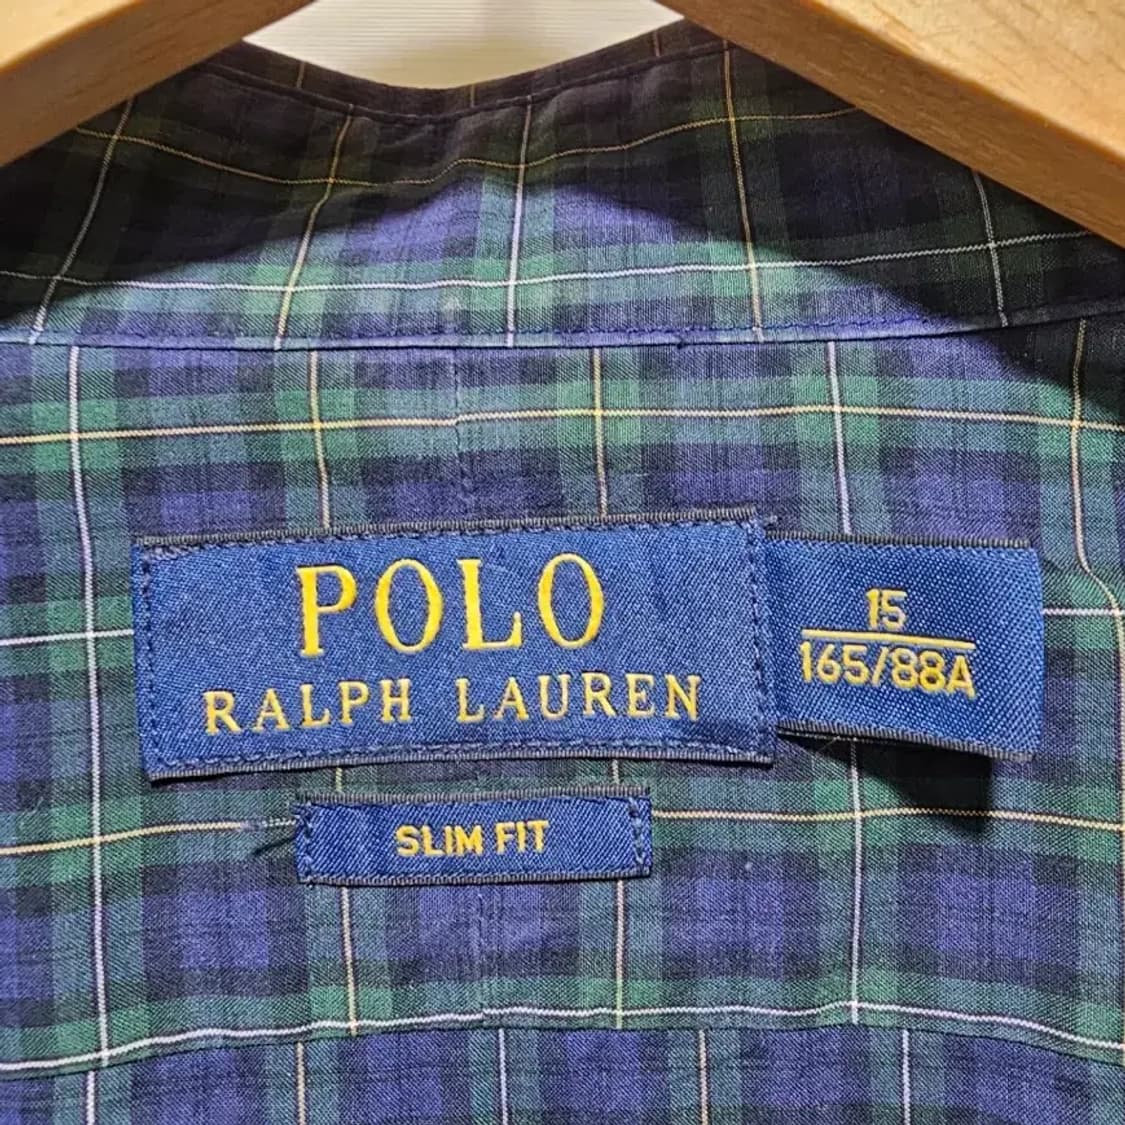 POLO
RALPH LAUREN
15
165/88A
SLIM FIT